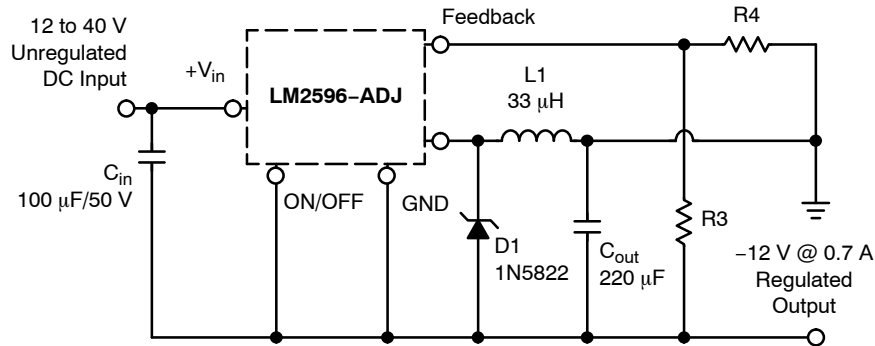 Feedback
R4
12 to 40 V
Unregulated
DC Input
+Vin
LM2596−ADJ
L1
33 μH
Cin
100 μF/50 V
ON/OFF
GND
D1
1N5822
Cout
220 μF
R3
−12 V @ 0.7 A
Regulated
Output